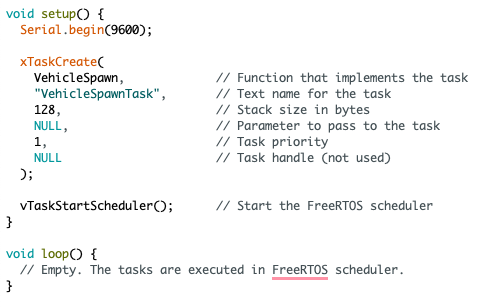 void setup() {
  Serial.begin(9600);

  xTaskCreate(
    VehicleSpawn,             // Function that implements the task
    "VehicleSpawnTask",       // Text name for the task
    128,                      // Stack size in bytes
    NULL,                     // Parameter to pass to the task
    1,                        // Task priority
    NULL                      // Task handle (not used)
  );

  vTaskStartScheduler();      // Start the FreeRTOS scheduler
}

void loop() {
  // Empty. The tasks are executed in FreeRTOS scheduler.
}